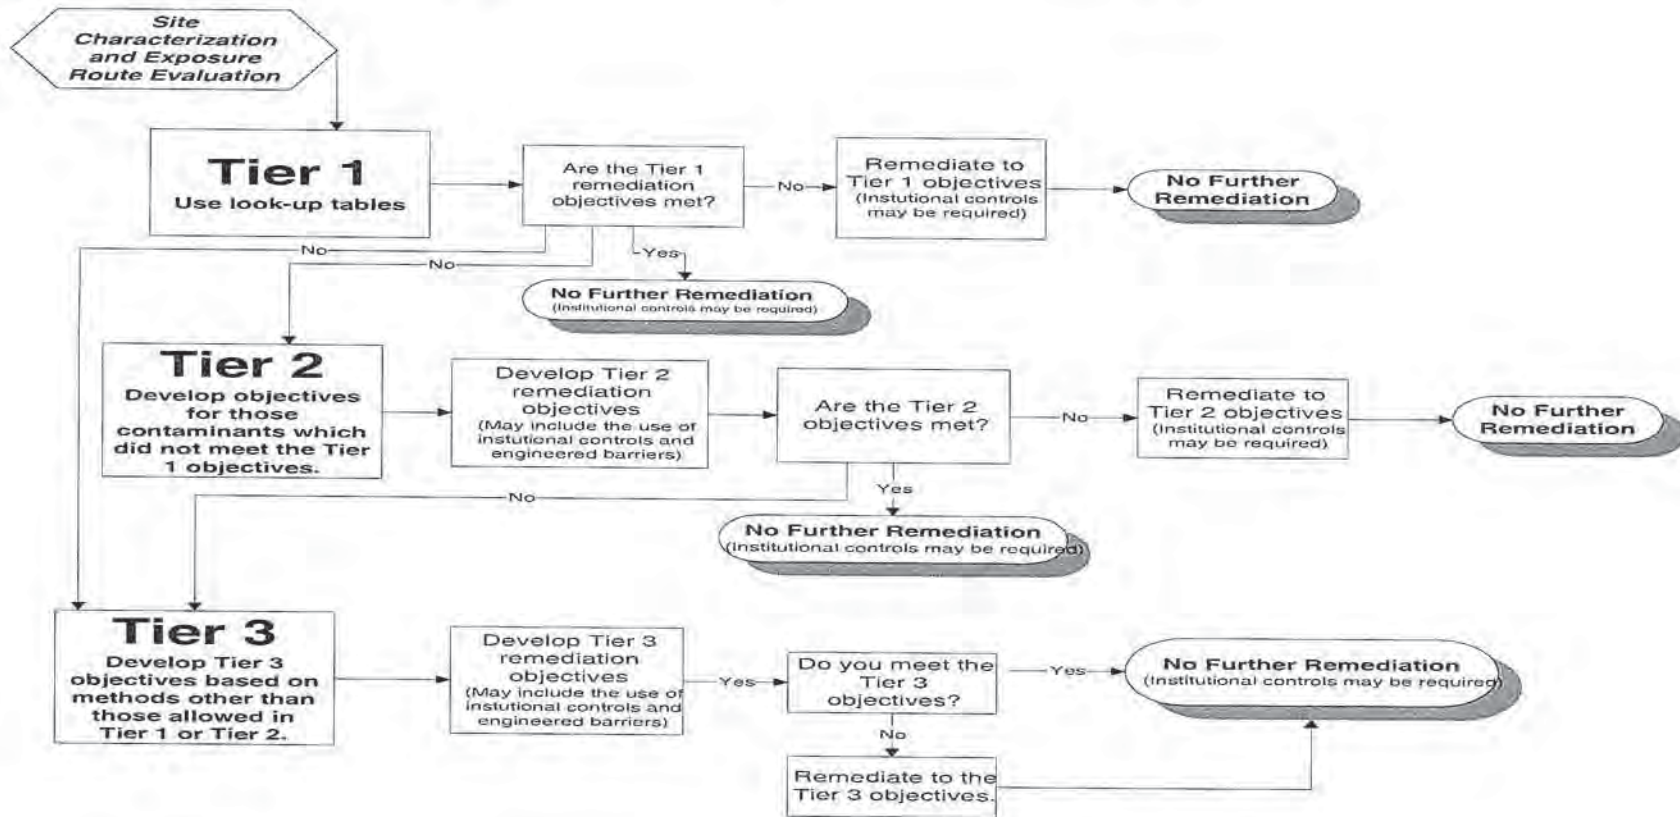 Site
Characterization
and Exposure
Route Evaluation
Tier 1
Use look-up tables
Are the Tier 1
remediation
objectives met?
No
Remediate to
Tier 1 objectives
(Instutional controls
may be required)
No Further
Remediation
No
No
Yes
No Further Remediation
(Institutional controls may be required)
Tier 2
Develop objectives
for those
contaminants which
did not meet the Tier
1 objectives.
Develop Tier 2
remediation
objectives
(May include the use of
instutional controls and
engineered barriers)
Are the Tier 2
objectives met?
No
Remediate to
Tier 2 objectives
(Institutional controls
may be required)
No Further
Remediation
No
Yes
No Further Remediation
(Institutional controls may be required)
Tier 3
Develop Tier 3
objectives based on
methods other than
those allowed in
Tier 1 or Tier 2.
Develop Tier 3
remediation
objectives
(May include the use of
instutional controls and
engineered barriers)
Yes
Do you meet the
Tier 3
objectives?
Yes
No Further Remediation
(Institutional controls may be required)
No
Remediate to the
Tier 3 objectives.